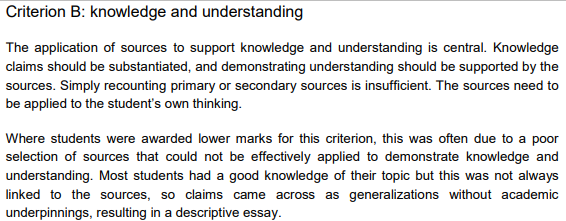 Criterion B: knowledge and understanding
The application of sources to support knowledge and understanding is central. Knowledge
claims should be substantiated, and demonstrating understanding should be supported by the
sources. Simply recounting primary or secondary sources is insufficient. The sources need to
be applied to the student's own thinking.
Where students were awarded lower marks for this criterion, this was often due to a poor
selection of sources that could not be effectively applied to demonstrate knowledge and
understanding. Most students had a good knowledge of their topic but this was not always
linked to the sources, so claims came across as generalizations without academic
underpinnings, resulting in a descriptive essay.